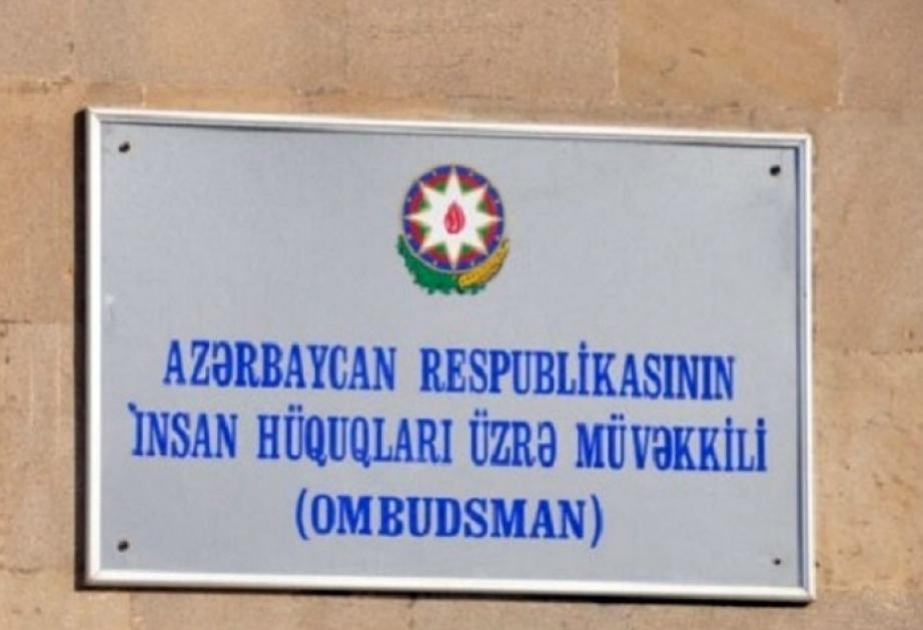 AZƏRBAYCAN RESPUBLİKASININ
İNSAN HÜQUQLARI ÜZRƏ MÜVƏKKİLİ
(OMBUDSMAN)